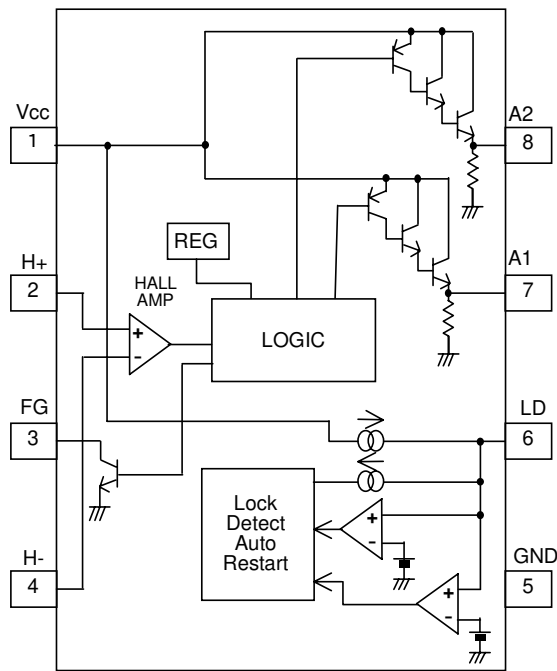 Vcc
1
A2
8
REG
H+
2
HALL
AMP
A1
7
+
-
LOGIC
FG
3
LD
6
Lock
Detect
Auto
Restart
+
-
H-
4
GND
5
+
-